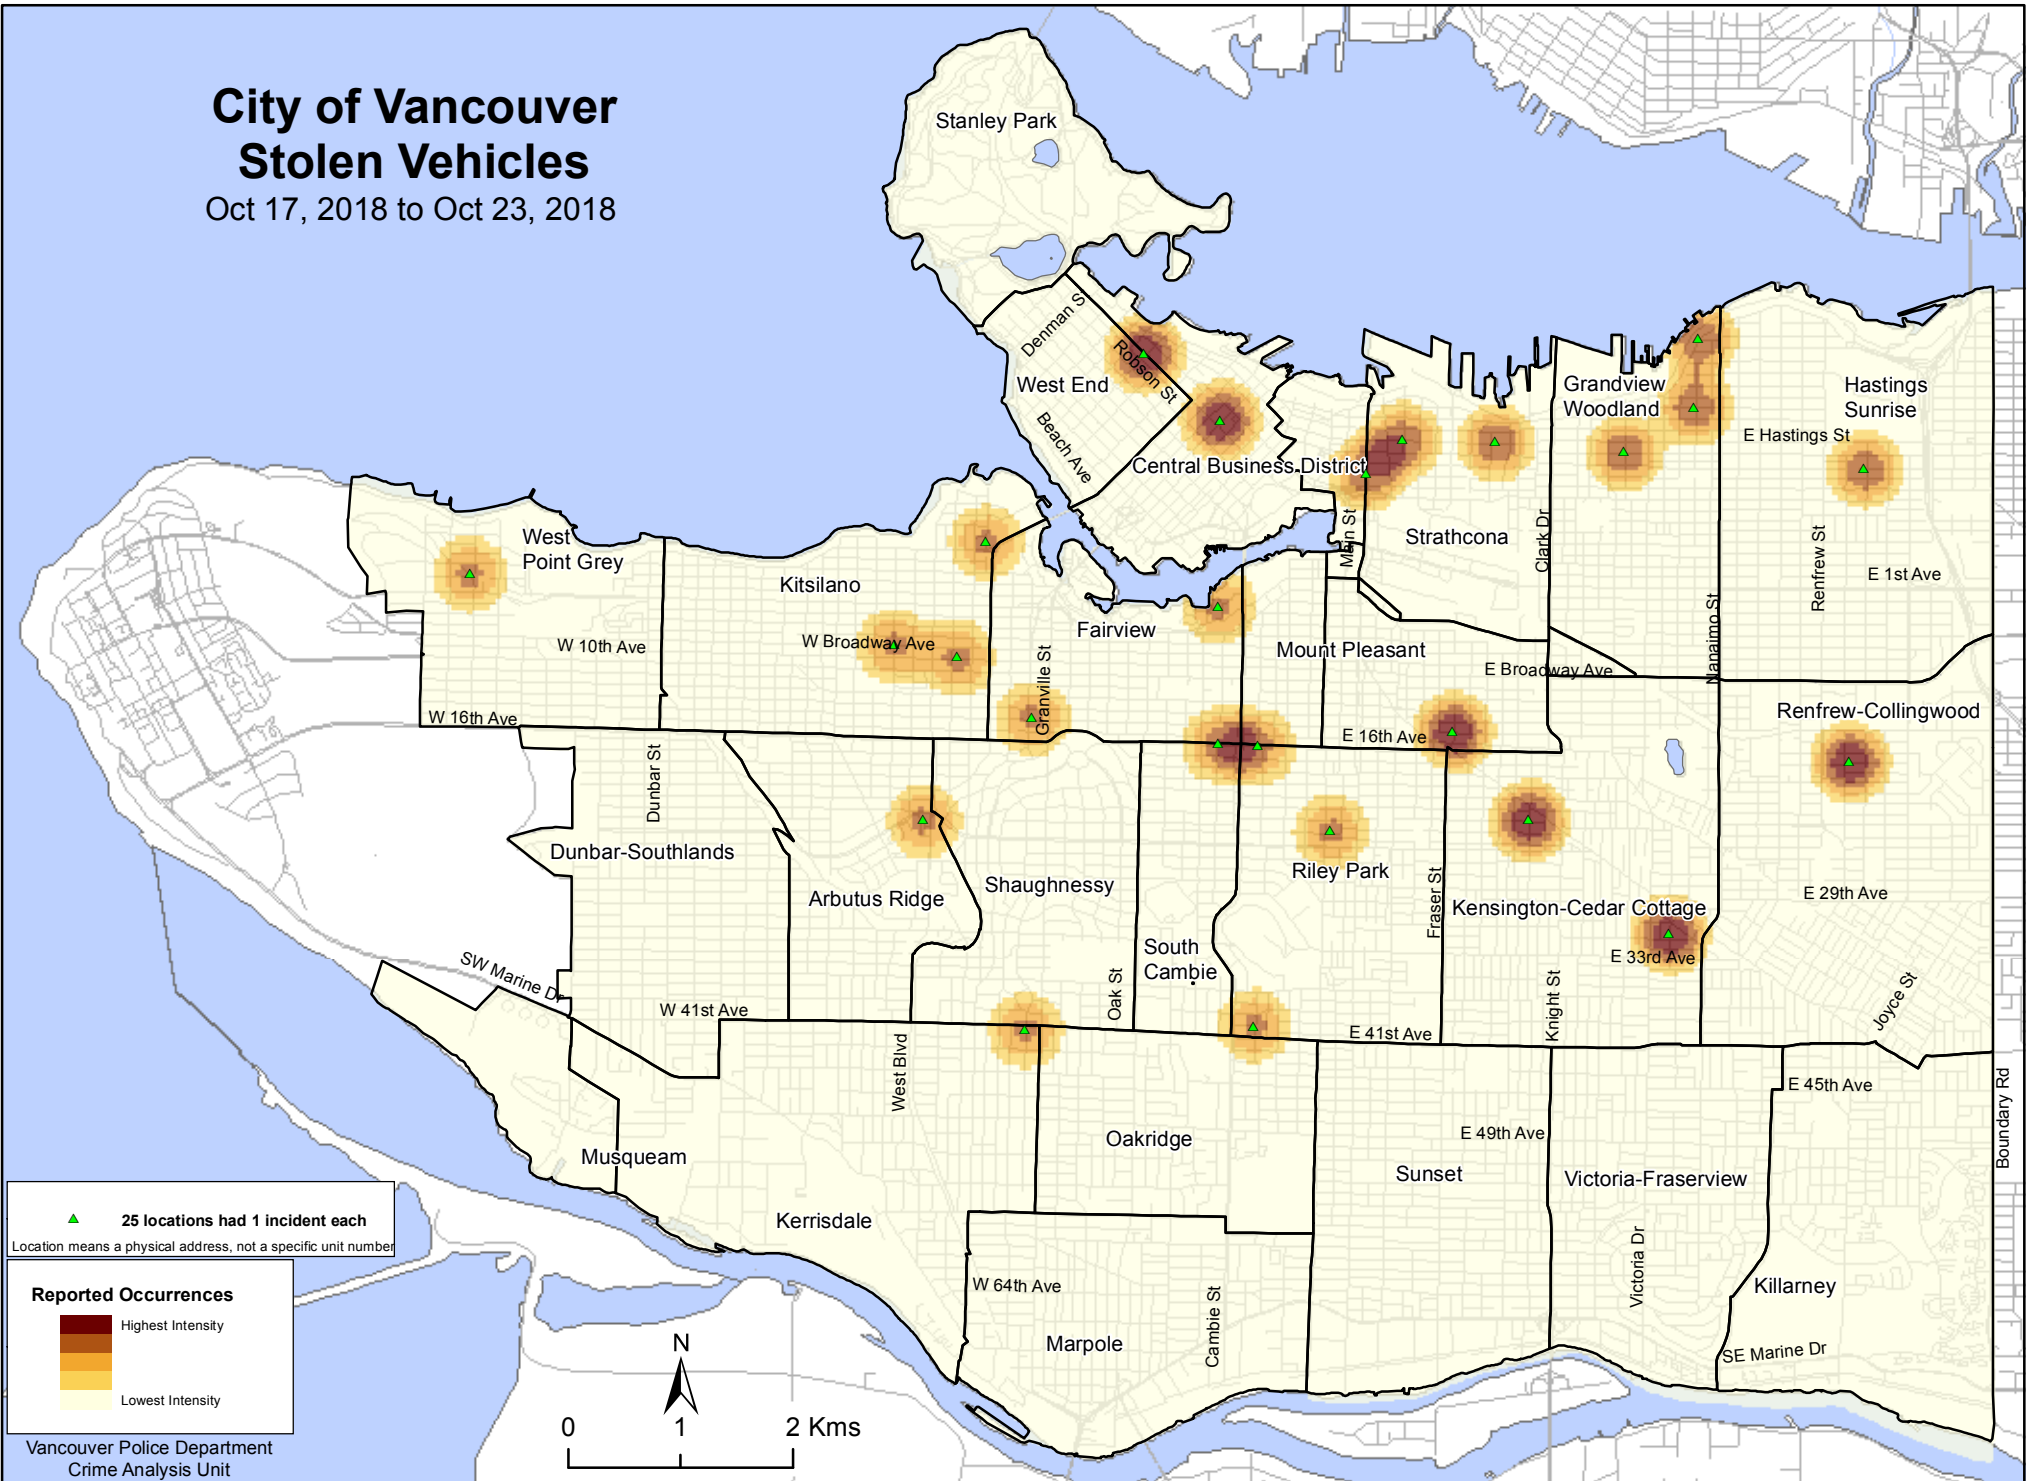 City of Vancouver
Stolen Vehicles
Oct 17, 2018 to Oct 23, 2018
Stanley Park
Denman S
Robson St
West End
Beach Ave
Central Business District
Main St
Strathcona
Clark Dr
Grandview
Woodland
Hastings
Sunrise
E Hastings St
Renfrew St
E 1st Ave
Nanaimo St
West
Point Grey
Kitsilano
W 10th Ave
W Broadway Ave
Fairview
Granville St
Mount Pleasant
E Broadway Ave
W 16th Ave
E 16th Ave
Renfrew-Collingwood
Dunbar St
Dunbar-Southlands
Arbutus Ridge
Shaughnessy
Riley Park
Fraser St
Kensington-Cedar Cottage
E 29th Ave
South
Cambie
E 33rd Ave
SW Marine Dr
W 41st Ave
Oak St
E 41st Ave
Knight St
Joyce St
West Blvd
E 45th Ave
Boundary Rd
Musqueam
Oakridge
E 49th Ave
Sunset
Victoria-Fraserview
Kerrisdale
W 64th Ave
Marpole
Cambie St
Victoria Dr
Killarney
SE Marine Dr
25 locations had 1 incident each
Location means a physical address, not a specific unit number
Reported Occurrences
Highest Intensity
Lowest Intensity
Vancouver Police Department
Crime Analysis Unit
N
0 1 2 Kms